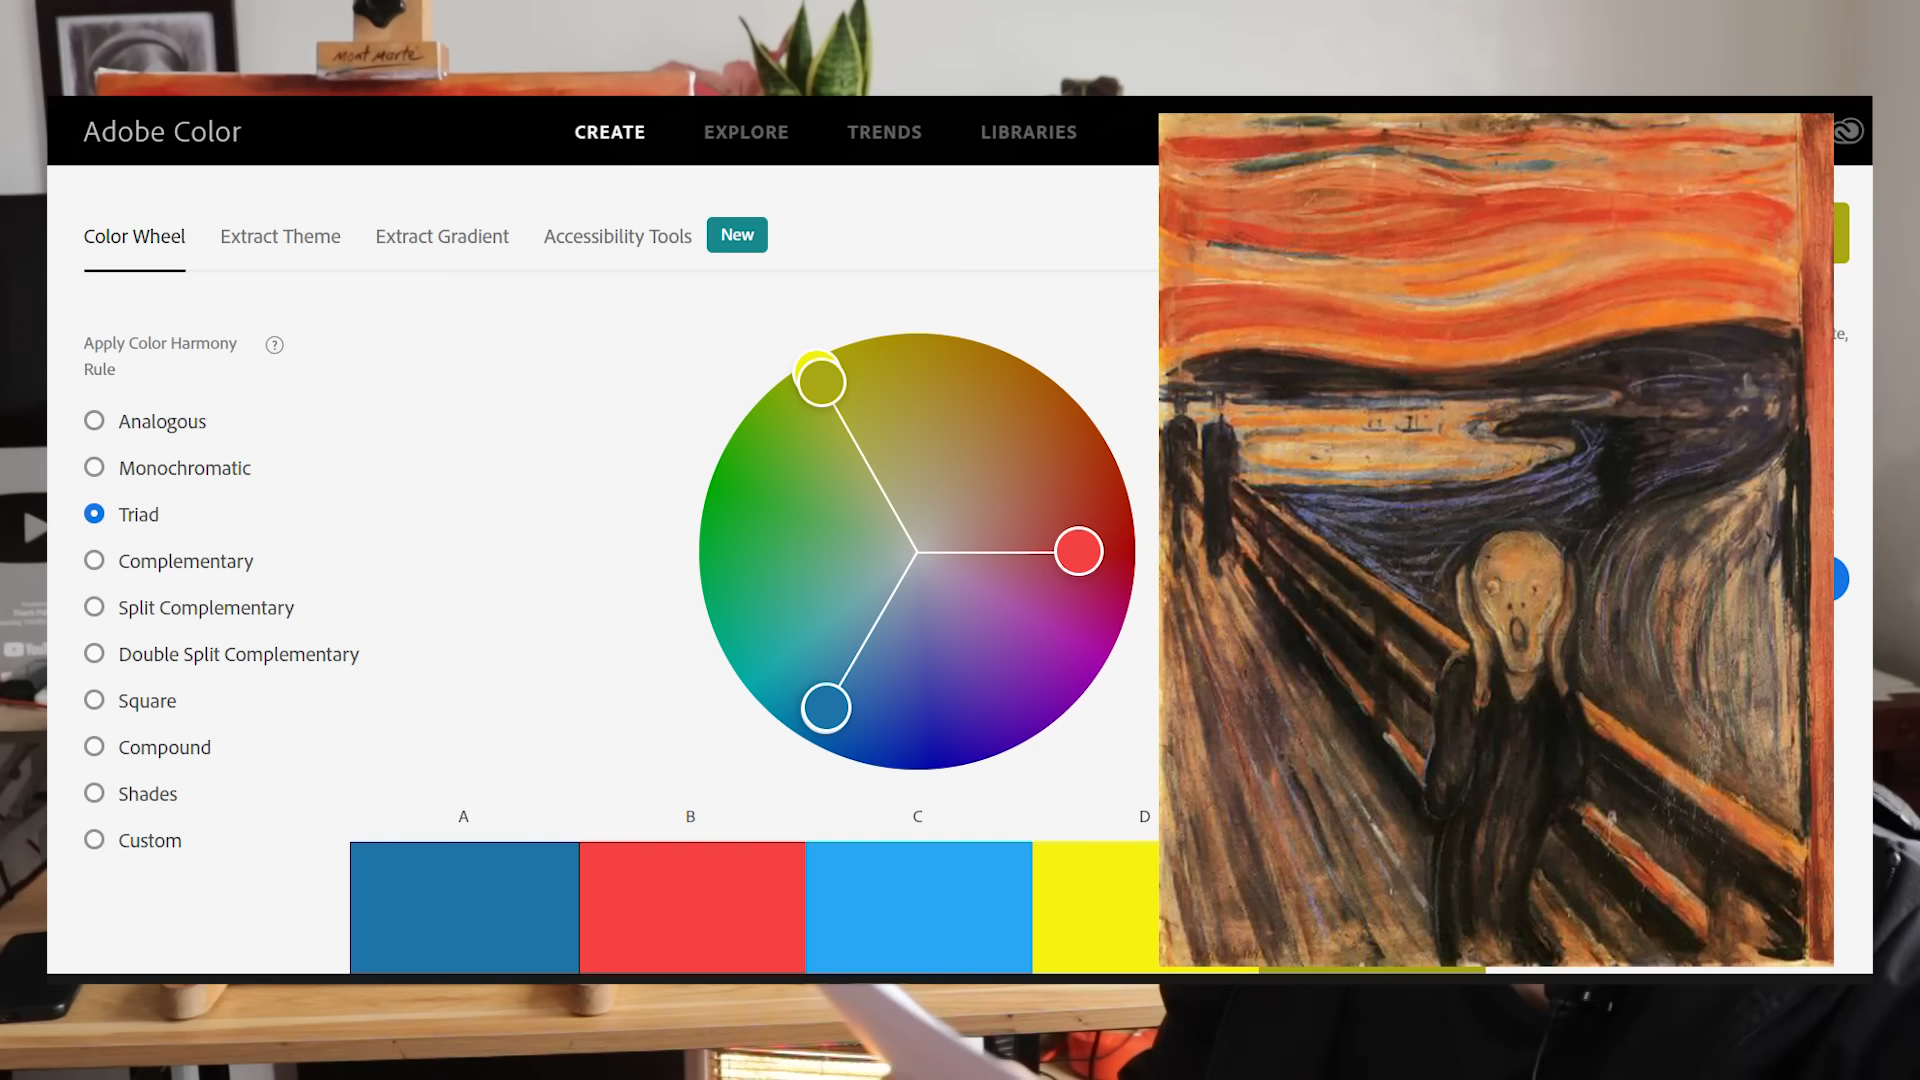 mont marte
Adobe Color
CREATE
EXPLORE
TRENDS
LIBRARIES
Color Wheel
Extract Theme
Extract Gradient
Accessibility Tools
New
Apply Color Harmony
Rule
?
Analogous
Monochromatic
Triad
Complementary
Split Complementary
Double Split Complementary
Square
Compound
Shades
Custom
A
B
C
D
te,